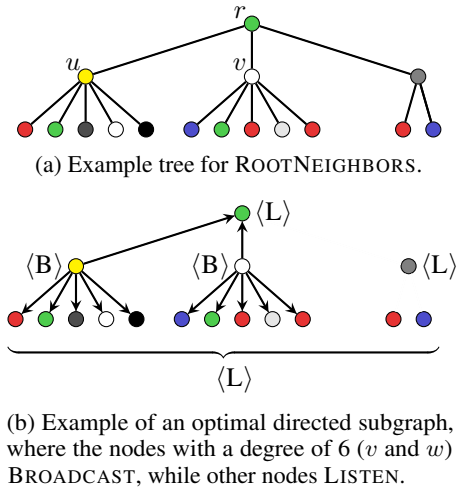 r
u
v
(a) Example tree for ROOTNEIGHBORS.
⟨L⟩
⟨B⟩ ⟨B⟩ ⟨L⟩
⟨L⟩
(b) Example of an optimal directed subgraph,
where the nodes with a degree of 6 (v and w)
BROADCAST, while other nodes LISTEN.